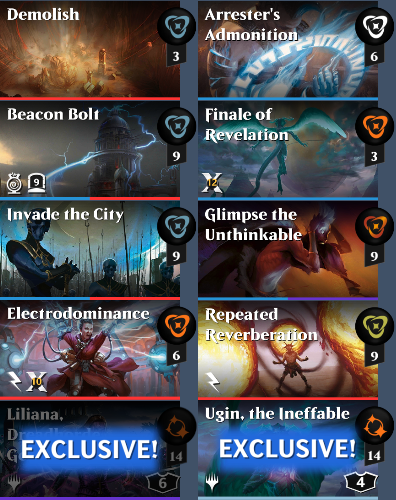 Demolish
3
Arrester's
Admonition
6
Beacon Bolt
9
9
Finale of
Revelation
12
3
Invade the City
9
Glimpse the
Unthinkable
9
Electrodominance
10
6
Repeated
Reverberation
9
Liliana,
EXCLUSIVE!
14
6
Ugin, the Ineffable
EXCLUSIVE!
14
4